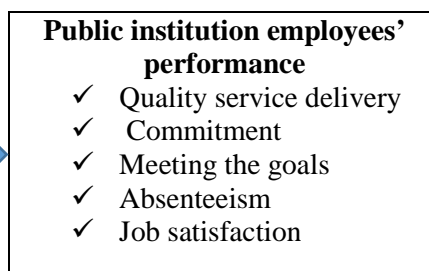 Public institution employees’
performance
✓ Quality service delivery
✓ Commitment
✓ Meeting the goals
✓ Absenteeism
✓ Job satisfaction